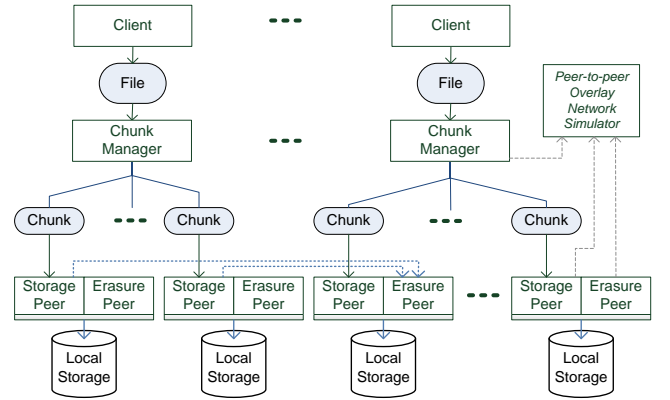 Client
Client
File
File
Peer-to-peer
Overlay
Network
Simulator
Chunk
Manager
Chunk
Manager
Chunk
Chunk
Chunk
Chunk
Storage
Peer
Erasure
Peer
Storage
Peer
Erasure
Peer
Storage
Peer
Erasure
Peer
Storage
Peer
Erasure
Peer
Local
Storage
Local
Storage
Local
Storage
Local
Storage